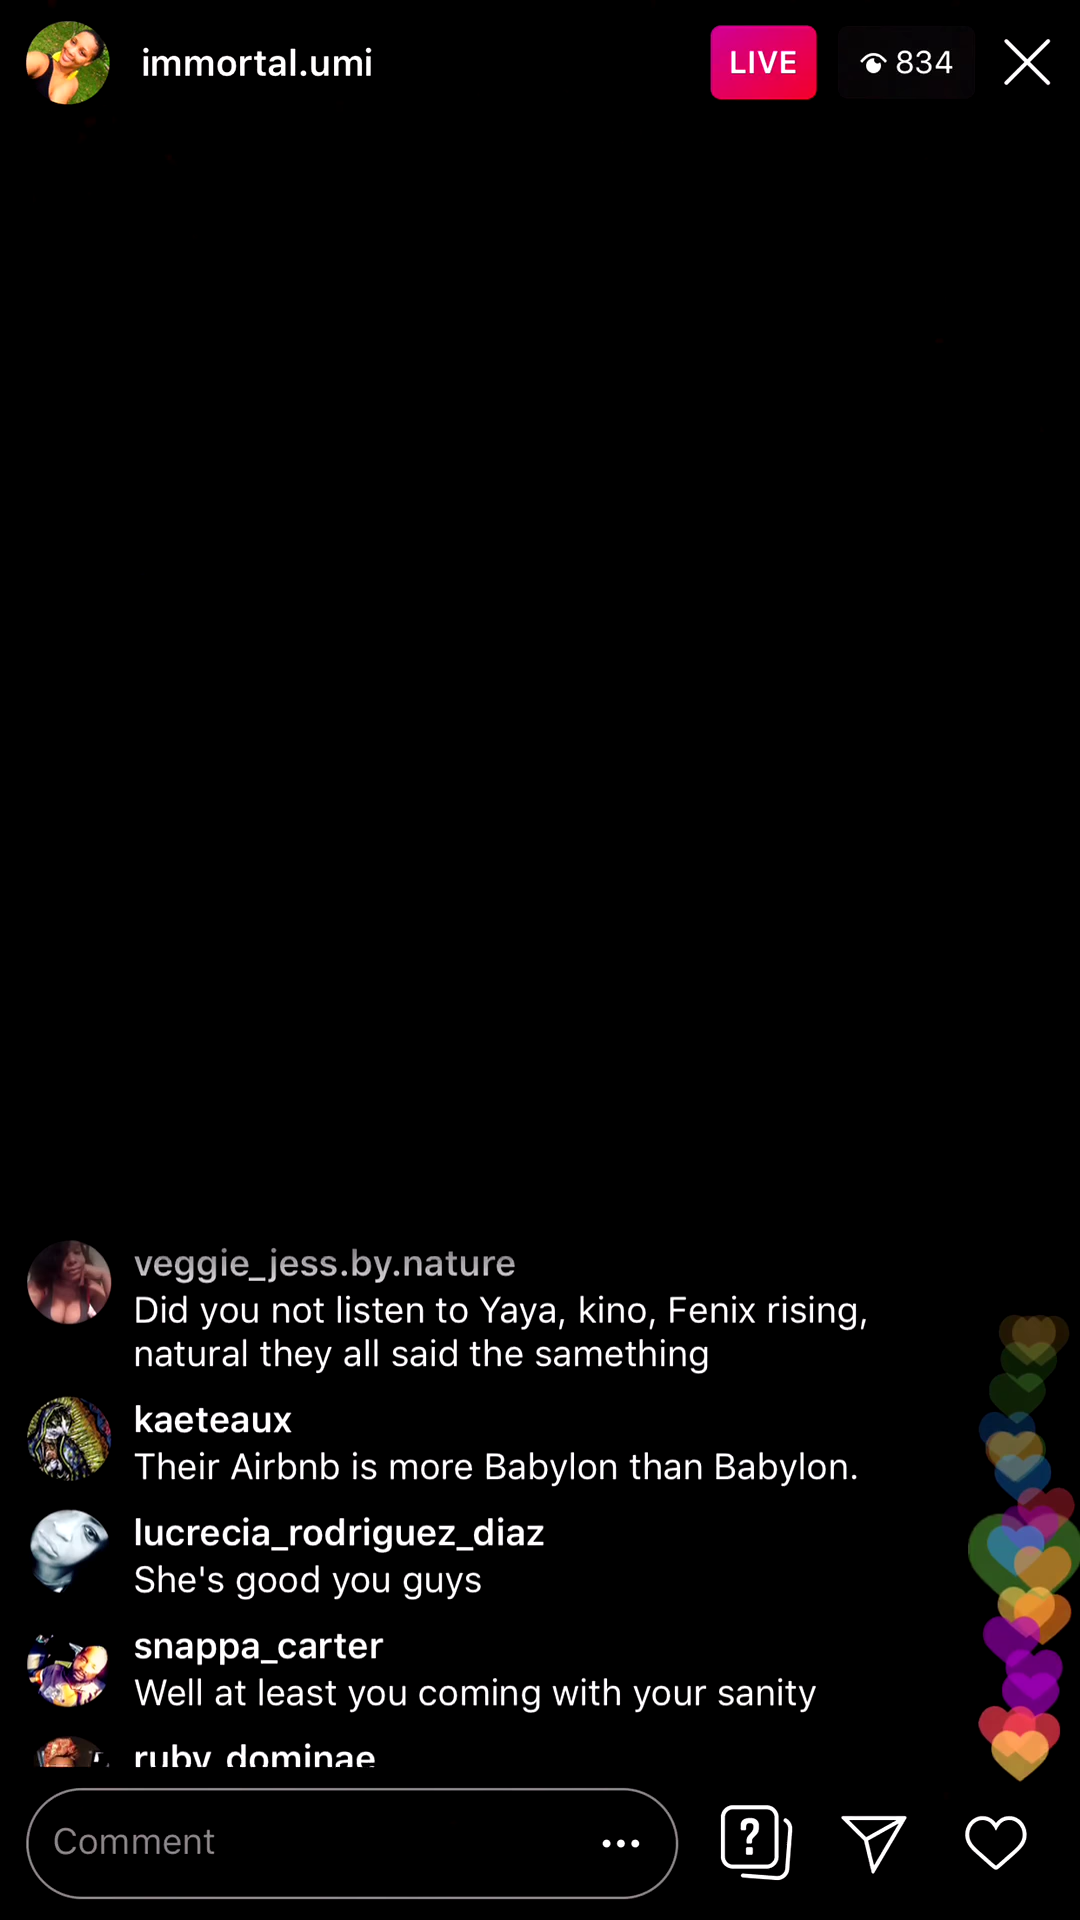 immortal.umi
LIVE
834
veggie_jess.by.nature
Did you not listen to Yaya, kino, Fenix rising,
natural they all said the samething
kaeteaux
Their Airbnb is more Babylon than Babylon.
lucrecia_rodriguez_diaz
She's good you guys
snappa_carter
Well at least you coming with your sanity
ruby_dominae
Comment